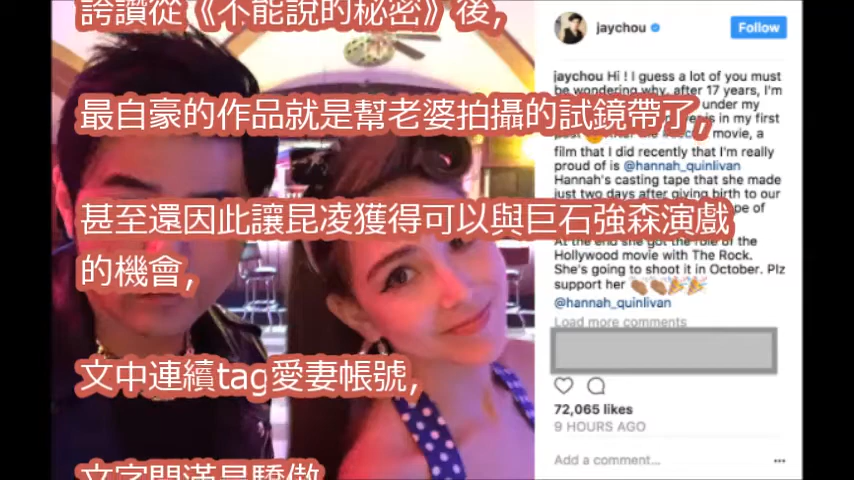 誇讚從《不能說的秘密》後，
最自豪的作品就是幫老婆拍攝的試鏡帶了，
甚至還因此讓昆凌獲得可以與巨石強森演戲
的機會，
文中連續tag愛妻帳號，
jaychou
Follow
jaychou Hi ! I guess a lot of you must
be wondering why, after 17 years, I'm
under my
is in my first
movie, a
film that I did recently that I'm really
proud of is @hannah_quinlivan
Hannah's casting tape that she made
just two days after giving birth to our
of
At the end she got the role of the
Hollywood movie with The Rock.
She's going to shoot it in October. Plz
support her
@hannah_quinlivan
Load more comments
72,065 likes
9 HOURS AGO
Add a comment...